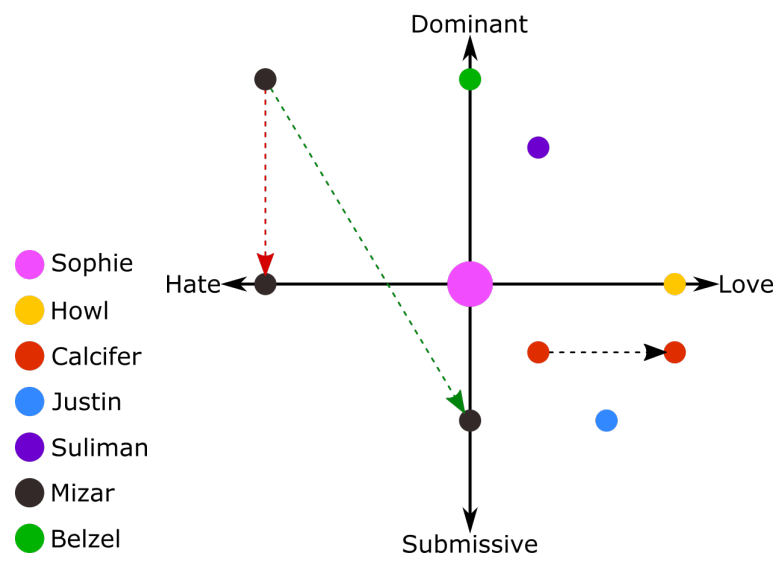 Dominant
Hate
Love
Sophie
Howl
Calcifer
Justin
Suliman
Mizar
Belzel
Submissive